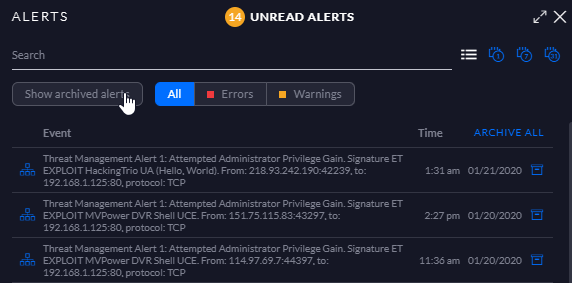 ALERTS
14 UNREAD ALERTS
Search
1 7 31
Show archived alerts All Errors Warnings
Event Time ARCHIVE ALL
Threat Management Alert 1: Attempted Administrator Privilege Gain. Signature ET
EXPLOIT HackingTrio UA (Hello, World). From: 218.93.242.190:42239, to:
192.168.1.125:80, protocol: TCP
1:31 am 01/21/2020
Threat Management Alert 1: Attempted Administrator Privilege Gain. Signature ET
EXPLOIT MVPower DVR Shell UCE. From: 151.75.115.83:43297, to:
192.168.1.125:80, protocol: TCP
2:27 pm 01/20/2020
Threat Management Alert 1: Attempted Administrator Privilege Gain. Signature ET
EXPLOIT MVPower DVR Shell UCE. From: 114.97.69.7:44397, to:
192.168.1.125:80, protocol: TCP
11:36 am 01/20/2020